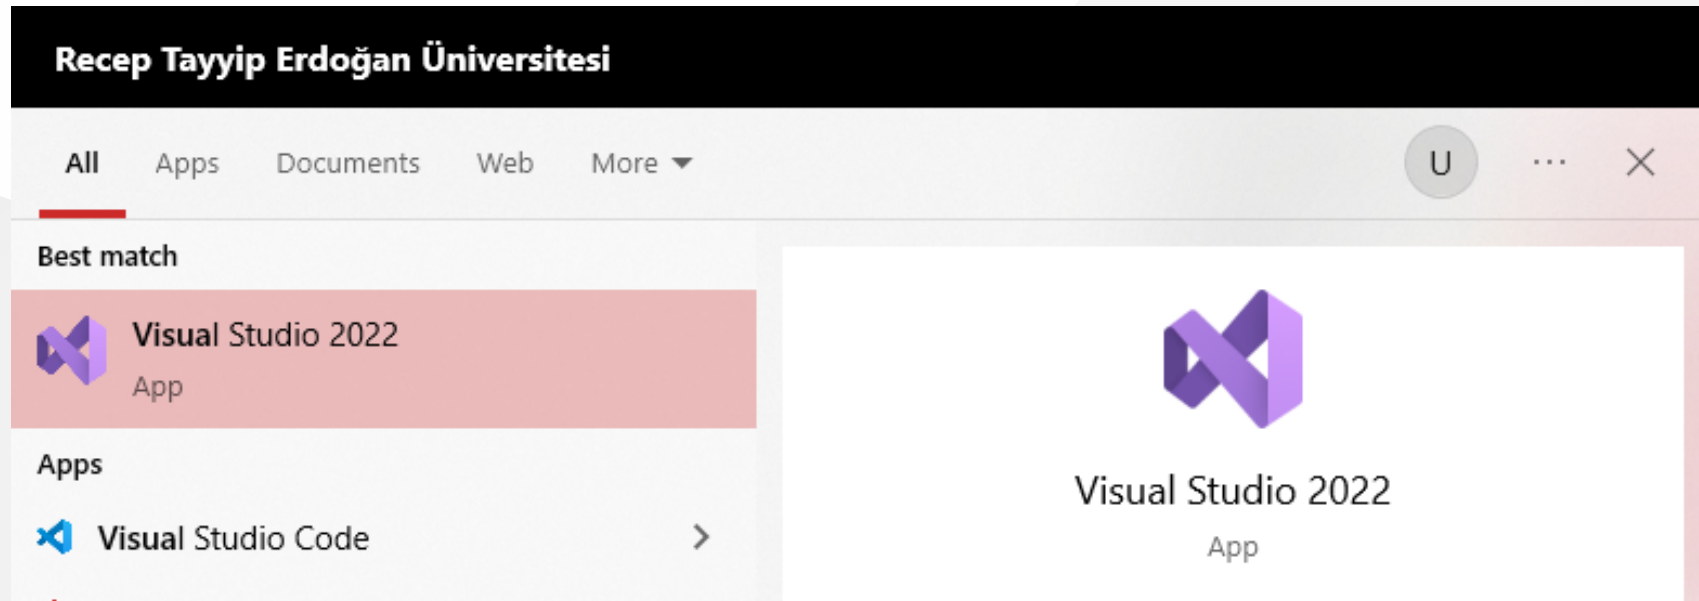 Recep Tayyip Erdoğan Üniversitesi
All Apps Documents Web More U ...
Best match
Visual Studio 2022
App
Apps
Visual Studio Code
Visual Studio 2022
App